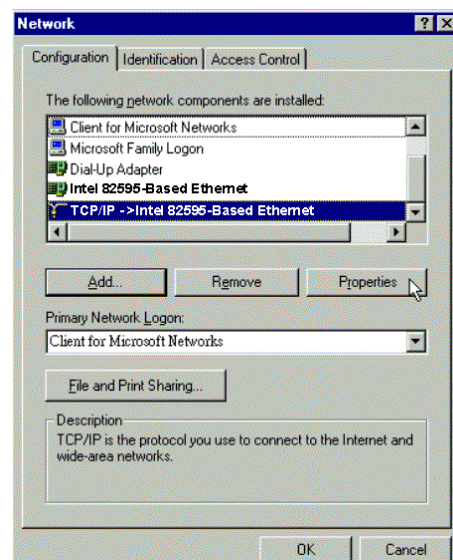 Network
Configuration Identification Access Control
The following network components are installed:
Client for Microsoft Networks
Microsoft Family Logon
Dial-Up Adapter
Intel 82595-Based Ethernet
TCP/IP ->Intel 82595-Based Ethernet
Add... Remove Properties
Primary Network Logon:
Client for Microsoft Networks
File and Print Sharing...
Description
TCP/IP is the protocol you use to connect to the Internet and
wide-area networks.
OK Cancel